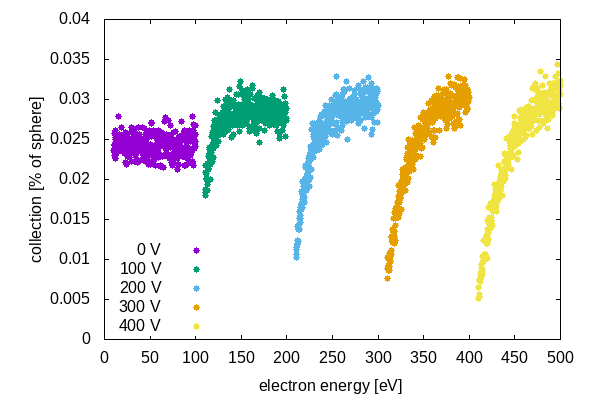 0.04
0.035
0.03
0.025
0.02
0.015
0.01
0.005
0
collection [% of sphere]
0 V
100 V
200 V
300 V
400 V
0 50 100 150 200 250 300 350 400 450 500
electron energy [eV]